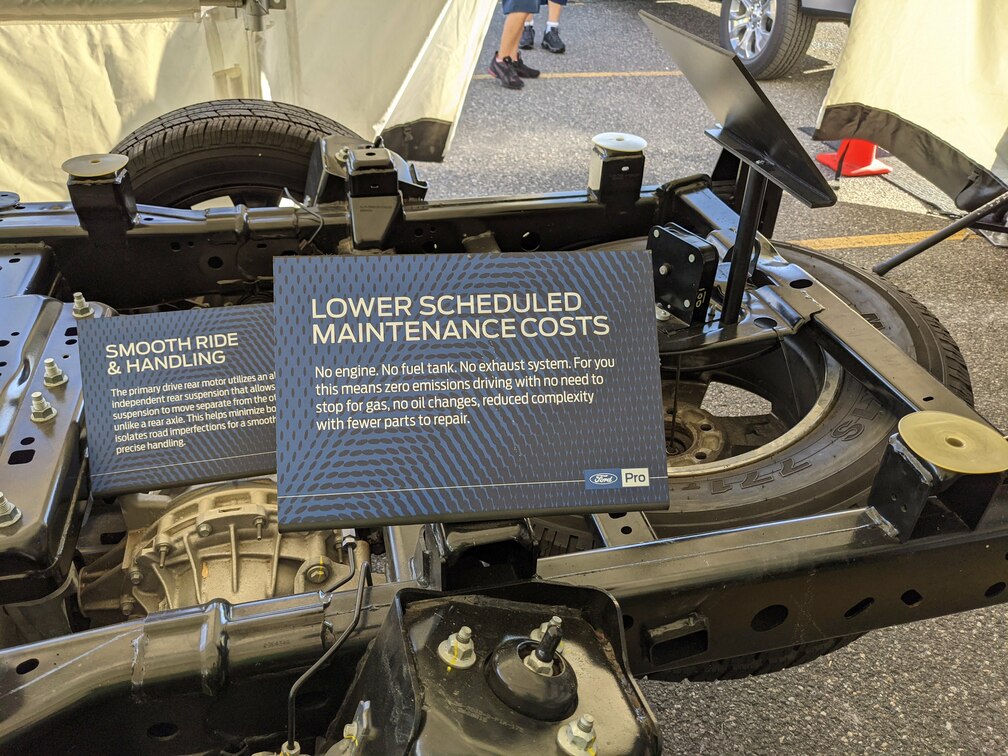 SMOOTH RIDE
& HANDLING
The primary drive rear motor utilizes an
independent rear suspension that allows
suspension to move separate from the
unlike a rear axle. This helps minimize
isolates road imperfections for a smooth
precise handling.
LOWER SCHEDULED
MAINTENANCE COSTS
No engine. No fuel tank. No exhaust system. For you
this means zero emissions driving with no need to
stop for gas, no oil changes, reduced complexity
with fewer parts to repair.
Ford Pro